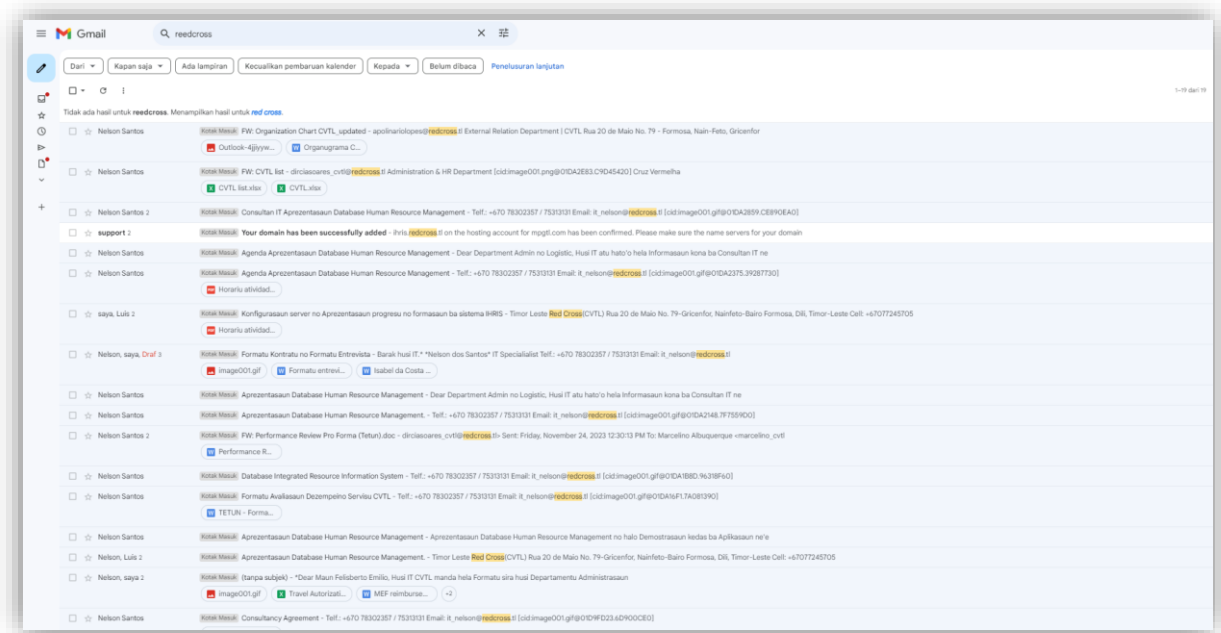 Gmail
reedcross
Dari
Kapan saja
Ada lampiran
Kecualikan pembaruan kalender
Kepada
Belum dibaca
Penelusuran lanjutan
1–19 dari 19
Tidak ada hasil untuk reedcross. Menampilkan hasil untuk red cross.
Nelson Santos Kotak Masuk FW: Organization Chart CVTL_updated - apolinariolopes@redcross.tl External Relation Department | CVTL Rua 20 de Maio No. 79 - Formosa, Nain-Feto, Gricenfor
Outlook-4jjiyyw... Organugrama C...
Nelson Santos Kotak Masuk FW: CVTL list - dirciasoares_cvtl@redcross.tl Administration & HR Department [cid:image001.png@01DA2E83.C9D45420] Cruz Vermelha
CVTL list.xlsx CVTL.xlsx
Nelson Santos 2 Kotak Masuk Consultan IT Aprezentasaun Database Human Resource Management - Telf.: +670 78302357 / 75313131 Email: it_nelson@redcross.tl [cid:image001.gif@01DA2859.CE890EA0]
support 2 Kotak Masuk Your domain has been successfully added - ihris.redcross.tl on the hosting account for mpgtl.com has been confirmed. Please make sure the name servers for your domain
Nelson Santos Kotak Masuk Agenda Aprezentasaun Database Human Resource Management - Dear Department Admin no Logistic, Husi IT atu hato'o hela Informasaun kona ba Consultan IT ne
Nelson Santos Kotak Masuk Agenda Aprezentasaun Database Human Resource Management - Telf.: +670 78302357 / 75313131 Email: it_nelson@redcross.tl [cid:image001.gif@01DA2375.39287730]
Horariu atividad...
saya, Luis 2 Kotak Masuk Konfigurasaun server no Aprezentasaun progresu no formasaun ba sistema IHRIS - Timor Leste Red Cross(CVTL) Rua 20 de Maio No. 79-Gricenfor, Nainfeto-Bairo Formosa, Dili, Timor-Leste Cell: +67077245705
Horariu atividad...
Nelson, saya, Draf 3 Kotak Masuk Formatu Kontratu no Formatu Entrevista - Barak husi IT.* *Nelson dos Santos* IT Specialialist Telf.: +670 78302357 / 75313131 Email: it_nelson@redcross.tl
image001.gif Formatu entrevi... Isabel da Costa ...
Nelson Santos Kotak Masuk Aprezentasaun Database Human Resource Management - Dear Department Admin no Logistic, Husi IT atu hato'o hela Informasaun kona ba Consultan IT ne
Nelson Santos Kotak Masuk Aprezentasaun Database Human Resource Management. - Telf.: +670 78302357 / 75313131 Email: it_nelson@redcross.tl [cid:image001.gif@01DA2148.7F7559D0]
Nelson Santos 2 Kotak Masuk FW: Performance Review Pro Forma (Tetun).doc - dirciasoares_cvtl@redcross.tl> Sent: Friday, November 24, 2023 12:30:13 PM To: Marcelino Albuquerque <marcelino_cvtl
Performance R...
Nelson Santos Kotak Masuk Database Integrated Resource Information System - Telf.: +670 78302357 / 75313131 Email: it_nelson@redcross.tl [cid:image001.gif@01DA1B8D.96318F60]
Nelson Santos Kotak Masuk Formatu Avaliasaun Dezempeino Servisu CVTL - Telf.: +670 78302357 / 75313131 Email: it_nelson@redcross.tl [cid:image001.gif@01DA16F1.7A081390]
TETUN - Forma...
Nelson Santos Kotak Masuk Aprezentasaun Database Human Resource Management - Aprezentasaun Database Human Resource Management no halo Demostrasaun kedas ba Aplikasaun ne'e
Nelson, Luis 2 Kotak Masuk Aprezentasaun Database Human Resource Management. - Timor Leste Red Cross(CVTL) Rua 20 de Maio No. 79-Gricenfor, Nainfeto-Bairo Formosa, Dili, Timor-Leste Cell: +67077245705
Nelson, saya 2 Kotak Masuk (tanpa subjek) - *Dear Maun Felisberto Emilio, Husi IT CVTL manda hela Formatu sira husi Departamentu Administrasaun
image001.gif Travel Autorizati... MEF reimburse... +2
Nelson Santos Kotak Masuk Consultancy Agreement - Telf.: +670 78302357 / 75313131 Email: it_nelson@redcross.tl [cid:image001.gif@01D9FD23.6D900CE0]